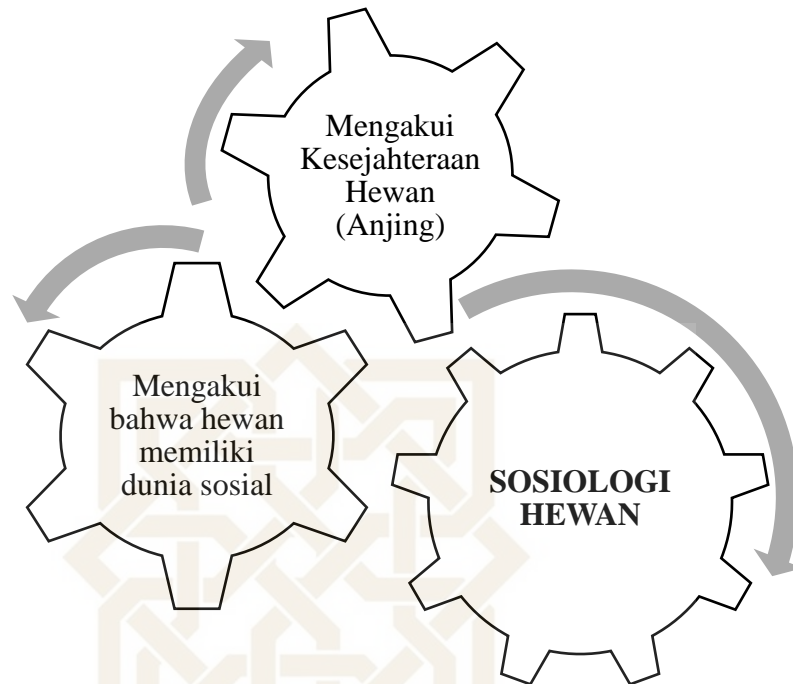 Mengakui
Kesejahteraan
Hewan
(Anjing)
Mengakui
bahwa hewan
memiliki
dunia sosial
SOSIOLOGI
HEWAN